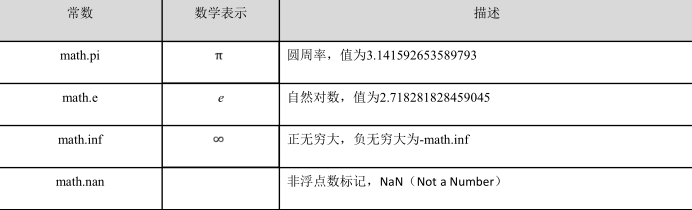 常数 数学表示 描述
math.pi π 圆周率，值为3.141592653589793
math.e e 自然对数，值为2.718281828459045
math.inf ∞ 正无穷大，负无穷大为-math.inf
math.nan 非浮点数标记，NaN（Not a Number）